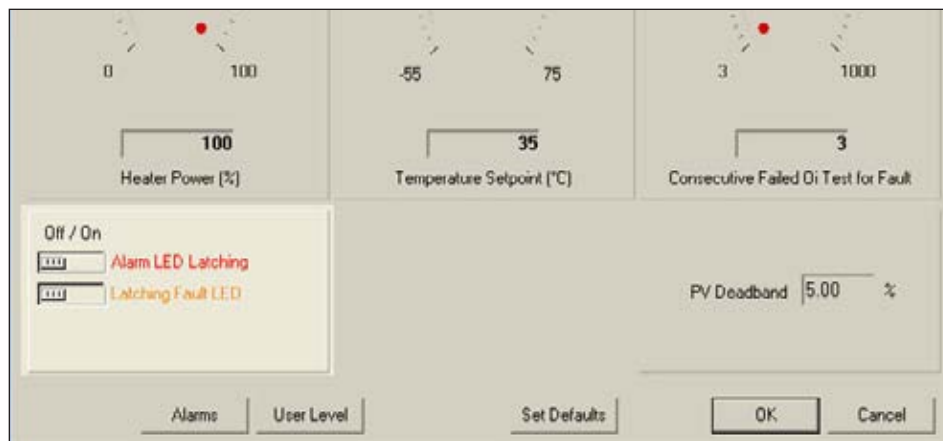 0 100
-55 75
3 1000
100
35
3
Heater Power (%)
Temperature Setpoint (°C)
Consecutive Failed Oi Test for Fault
Off / On
Alarm LED Latching
Latching Fault LED
PV Deadband 5.00 %
Alarms User Level Set Defaults OK Cancel